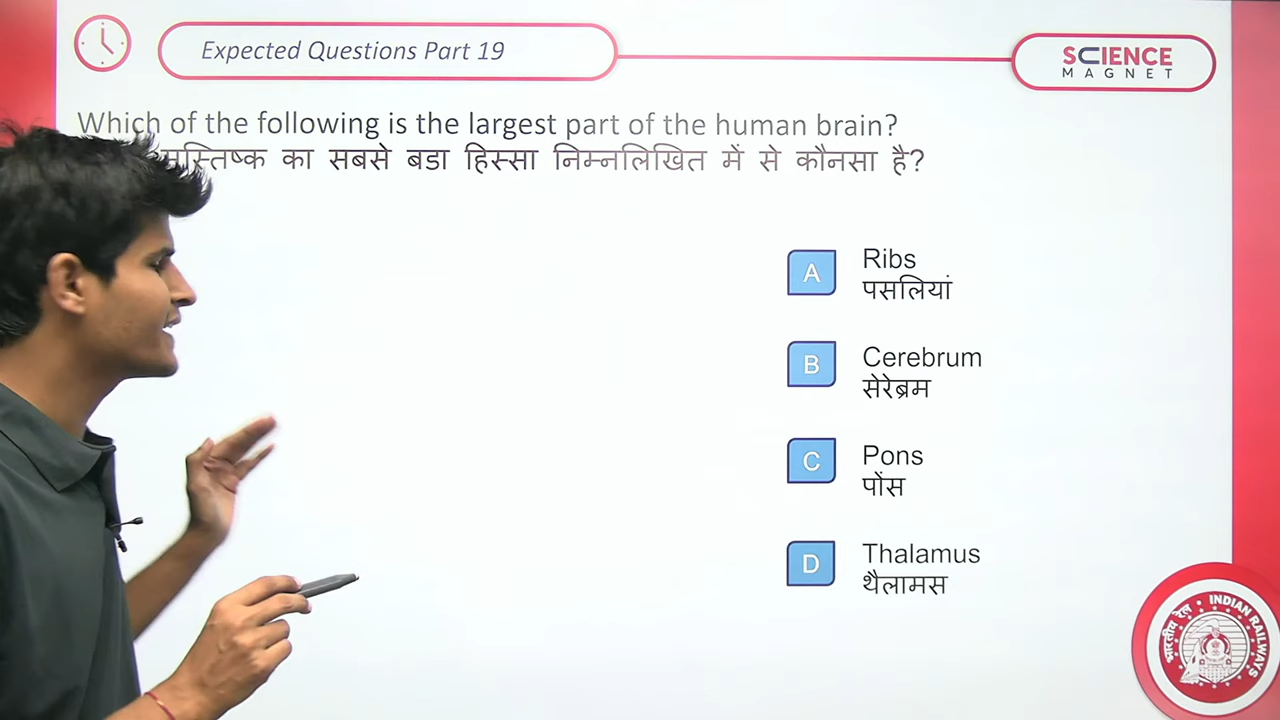 Expected Questions Part 19
SCIENCE
MAGNET
Which of the following is the largest part of the human brain?
मस्तिष्क का सबसे बडा हिस्सा निम्नलिखित में से कौनसा है?
A
Ribs
पसलियां
B
Cerebrum
सेरेब्रम
C
Pons
पोंस
D
Thalamus
थैलामस
भारतीय रेल • INDIAN RAILWAYS